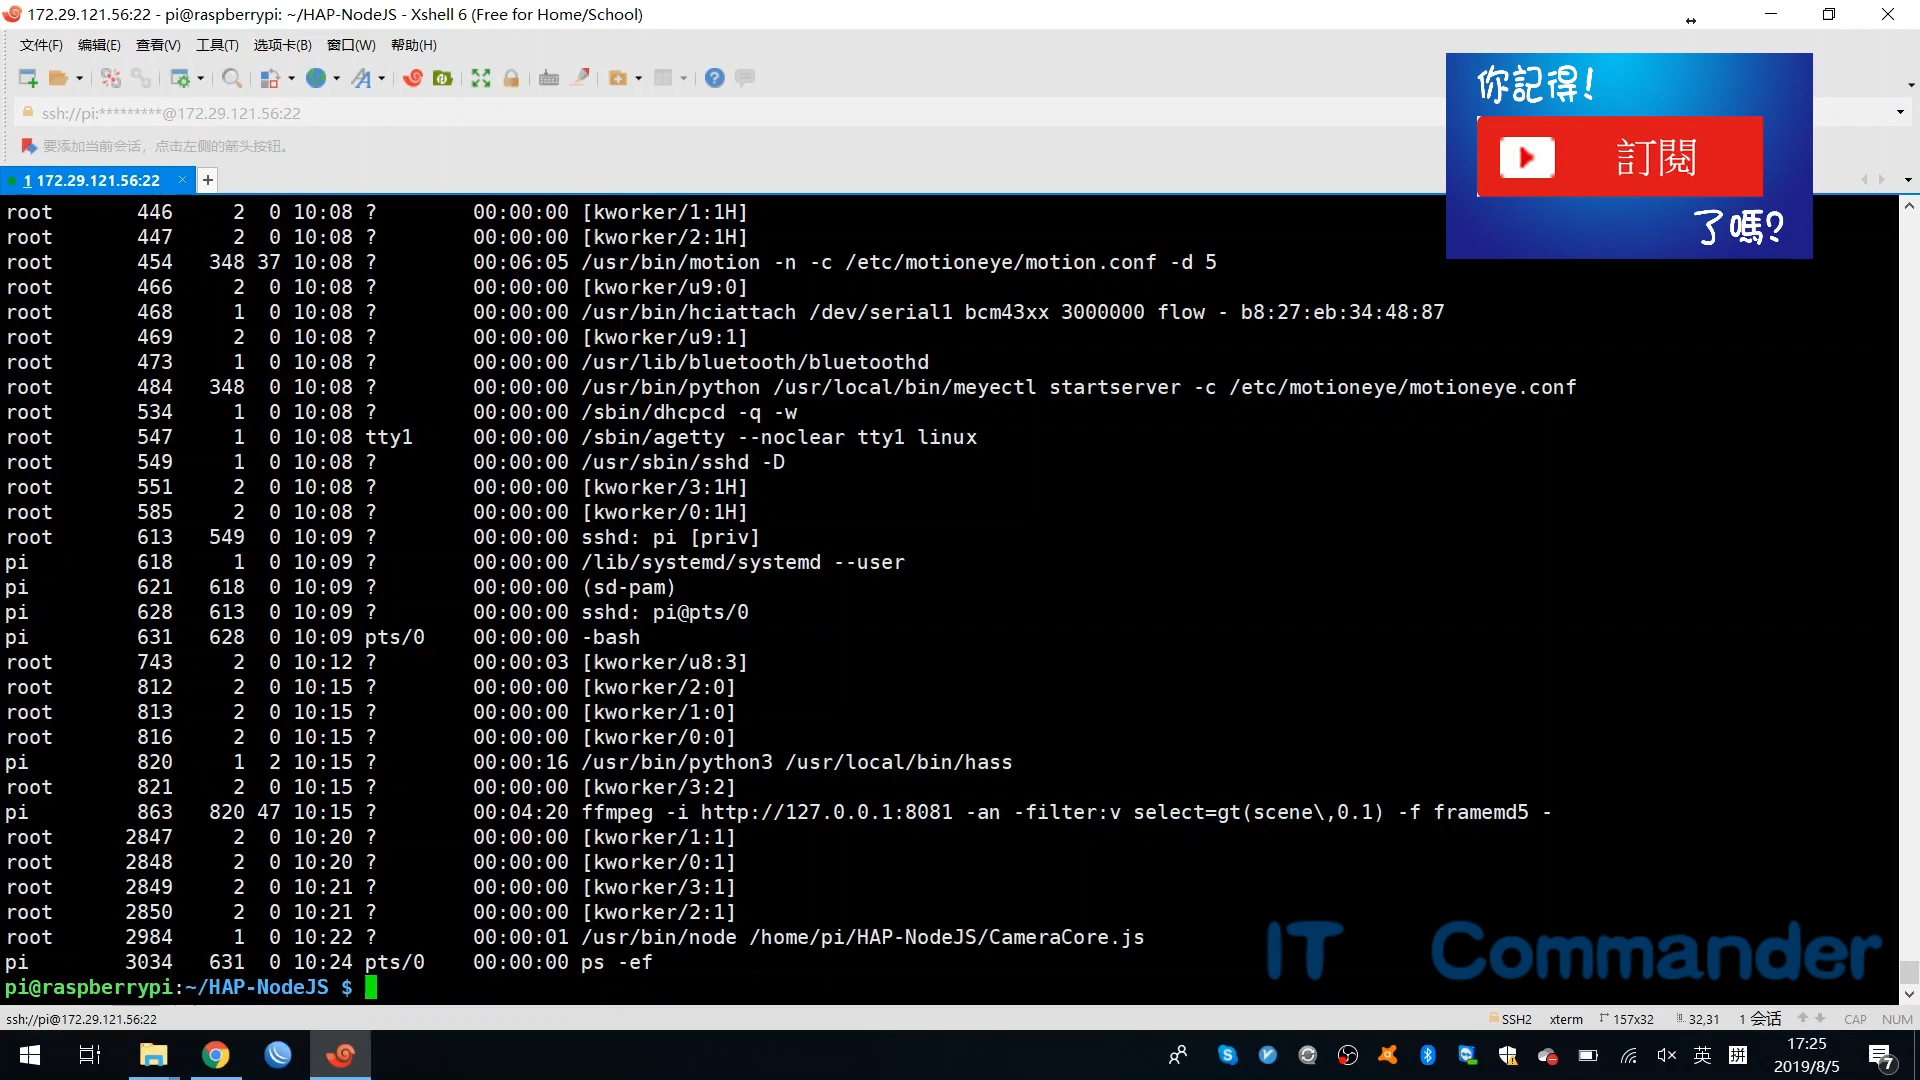 172.29.121.56:22 - pi@raspberrypi: ~/HAP-NodeJS - Xshell 6 (Free for Home/School)
文件(F) 编辑(E) 查看(V) 工具(T) 选项卡(B) 窗口(W) 帮助(H)
ssh://pi:*********@172.29.121.56:22
要添加当前会话，点击左侧的箭头按钮。
1 172.29.121.56:22
你記得!
訂閱
了嗎?
root 446 2 0 10:08 ? 00:00:00 [kworker/1:1H]
root 447 2 0 10:08 ? 00:00:00 [kworker/2:1H]
root 454 348 37 10:08 ? 00:06:05 /usr/bin/motion -n -c /etc/motioneye/motion.conf -d 5
root 466 2 0 10:08 ? 00:00:00 [kworker/u9:0]
root 468 1 0 10:08 ? 00:00:00 /usr/bin/hciattach /dev/serial1 bcm43xx 3000000 flow - b8:27:eb:34:48:87
root 469 2 0 10:08 ? 00:00:00 [kworker/u9:1]
root 473 1 0 10:08 ? 00:00:00 /usr/lib/bluetooth/bluetoothd
root 484 348 0 10:08 ? 00:00:00 /usr/bin/python /usr/local/bin/meyectl startserver -c /etc/motioneye/motioneye.conf
root 534 1 0 10:08 ? 00:00:00 /sbin/dhcpcd -q -w
root 547 1 0 10:08 tty1 00:00:00 /sbin/agetty --noclear tty1 linux
root 549 1 0 10:08 ? 00:00:00 /usr/sbin/sshd -D
root 551 2 0 10:08 ? 00:00:00 [kworker/3:1H]
root 585 2 0 10:08 ? 00:00:00 [kworker/0:1H]
root 613 549 0 10:09 ? 00:00:00 sshd: pi [priv]
pi 618 1 0 10:09 ? 00:00:00 /lib/systemd/systemd --user
pi 621 618 0 10:09 ? 00:00:00 (sd-pam)
pi 628 613 0 10:09 ? 00:00:00 sshd: pi@pts/0
pi 631 628 0 10:09 pts/0 00:00:00 -bash
root 743 2 0 10:12 ? 00:00:03 [kworker/u8:3]
root 812 2 0 10:15 ? 00:00:00 [kworker/2:0]
root 813 2 0 10:15 ? 00:00:00 [kworker/1:0]
root 816 2 0 10:15 ? 00:00:00 [kworker/0:0]
pi 820 1 2 10:15 ? 00:00:16 /usr/bin/python3 /usr/local/bin/hass
root 821 2 0 10:15 ? 00:00:00 [kworker/3:2]
pi 863 820 47 10:15 ? 00:04:20 ffmpeg -i http://127.0.0.1:8081 -an -filter:v select=gt(scene\,0.1) -f framemd5 -
root 2847 2 0 10:20 ? 00:00:00 [kworker/1:1]
root 2848 2 0 10:20 ? 00:00:00 [kworker/0:1]
root 2849 2 0 10:21 ? 00:00:00 [kworker/3:1]
root 2850 2 0 10:21 ? 00:00:00 [kworker/2:1]
root 2984 1 0 10:22 ? 00:00:01 /usr/bin/node /home/pi/HAP-NodeJS/CameraCore.js
pi 3034 631 0 10:24 pts/0 00:00:00 ps -ef
pi@raspberrypi:~/HAP-NodeJS $
IT Commander
ssh://pi@172.29.121.56:22 SSH2 xterm 157x32 32,31 1 会话 CAP NUM
英 拼 17:25
2019/8/5
7